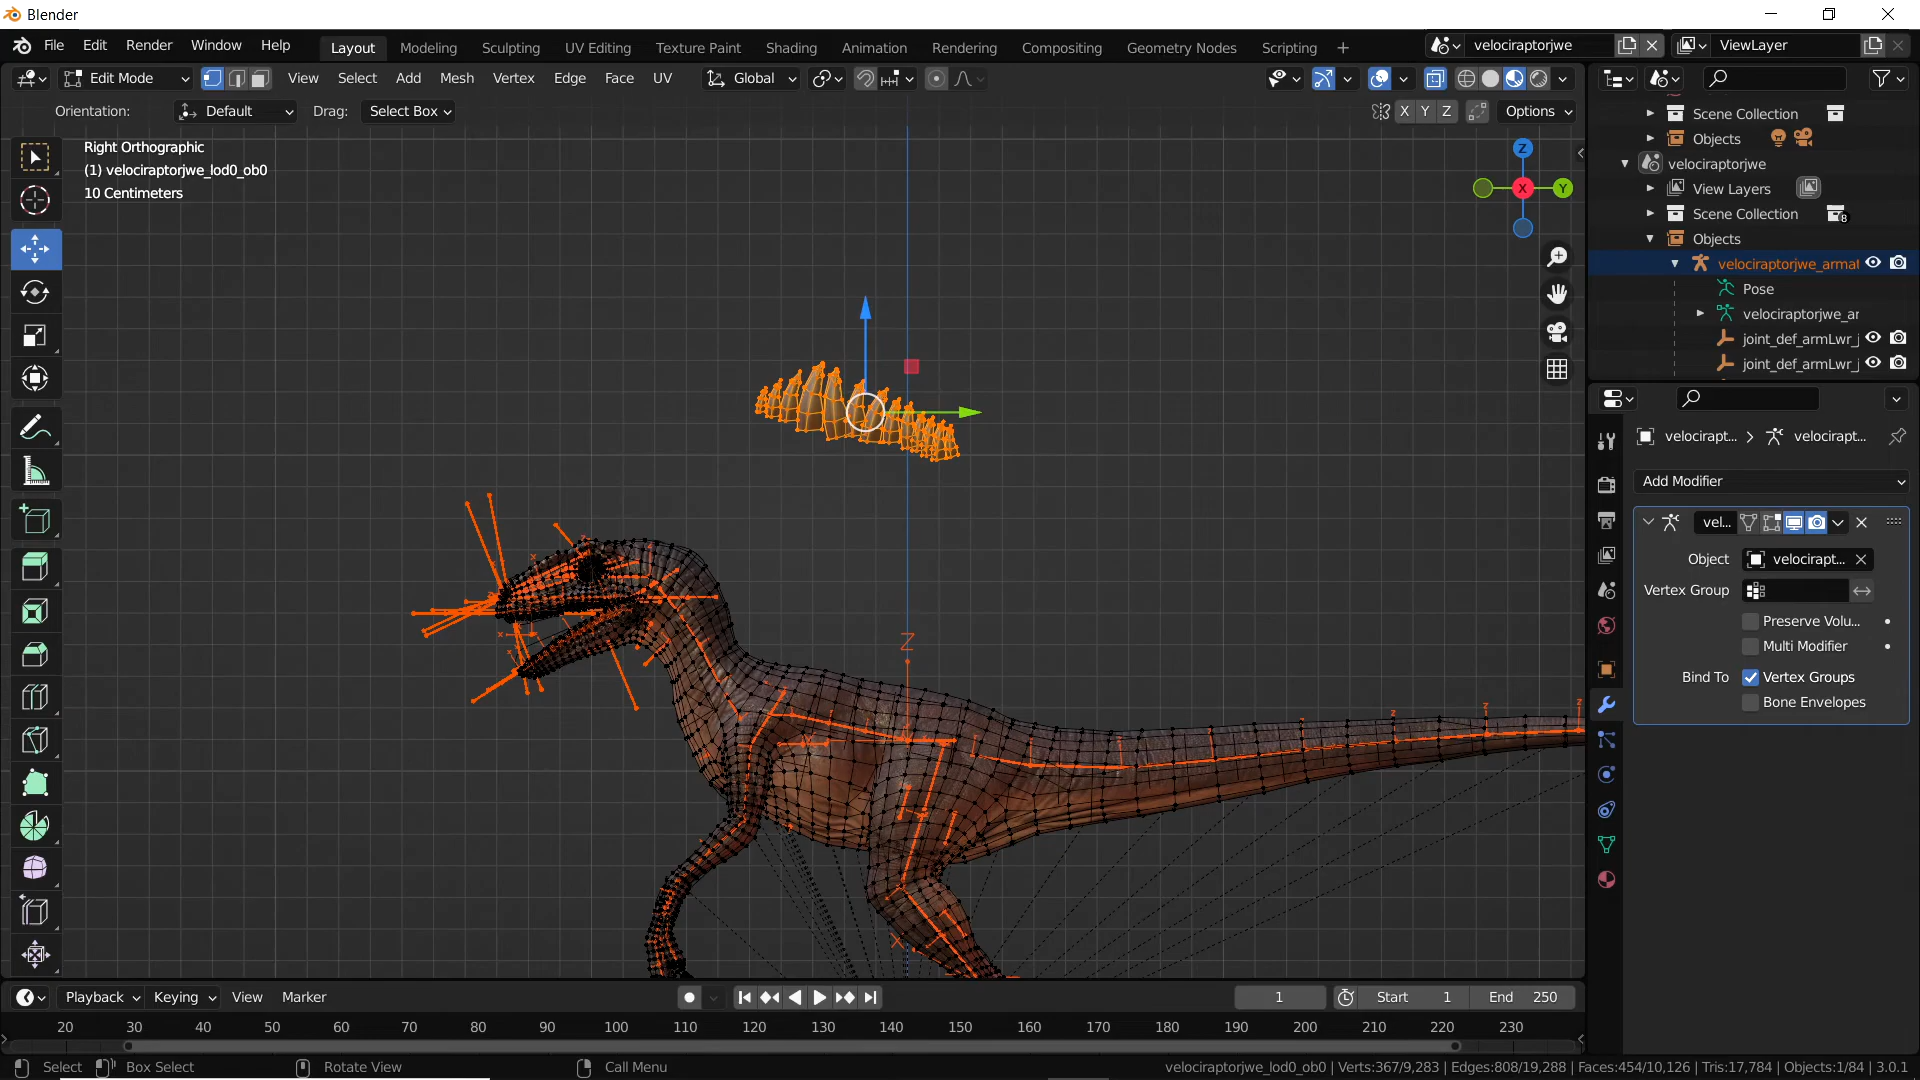 Blender
File Edit Render Window Help Layout Modeling Sculpting UV Editing Texture Paint Shading Animation Rendering Compositing Geometry Nodes Scripting + velociraptorjwe ViewLayer
Edit Mode View Select Add Mesh Vertex Edge Face UV Global
Orientation: Default Drag: Select Box X Y Z Options
Right Orthographic
(1) velociraptorjwe_lod0_ob0
10 Centimeters
Z
X
Y
Scene Collection
Objects
velociraptorjwe
View Layers
Scene Collection 8
Objects
velociraptorjwe_armat
Pose
velociraptorjwe_ar
joint_def_armLwr_j
joint_def_armLwr_j
velocirapt... velocirapt...
Add Modifier
vel...
Object velocirapt...
Vertex Group
Preserve Volu...
Multi Modifier
Bind To Vertex Groups
Bone Envelopes
Z
X
Playback Keying View Marker 1 Start 1 End 250
20 30 40 50 60 70 80 90 100 110 120 130 140 150 160 170 180 190 200 210 220 230
Select Box Select Rotate View Call Menu velociraptorjwe_lod0_ob0 | Verts:367/9,283 | Edges:808/19,288 | Faces:454/10,126 | Tris:17,784 | Objects:1/84 | 3.0.1